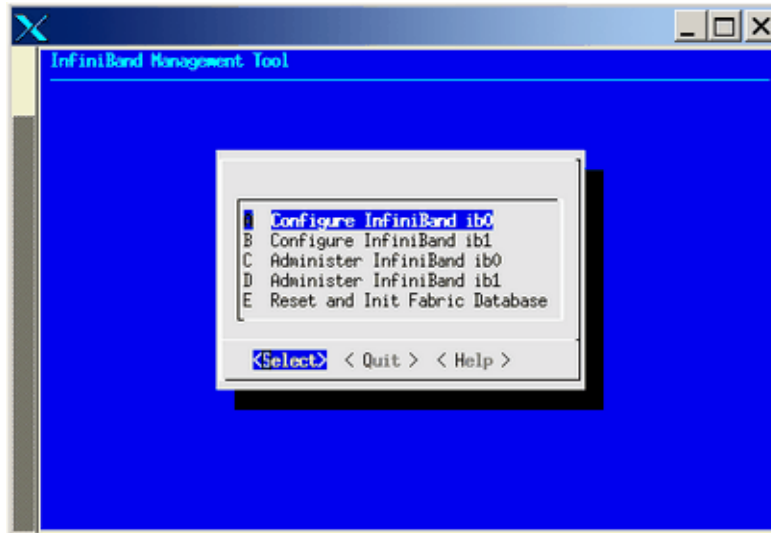 InfiniBand Management Tool
A Configure InfiniBand ib0
B Configure InfiniBand ib1
C Administer InfiniBand ib0
D Administer InfiniBand ib1
E Reset and Init Fabric Database
<Select> < Quit > < Help >